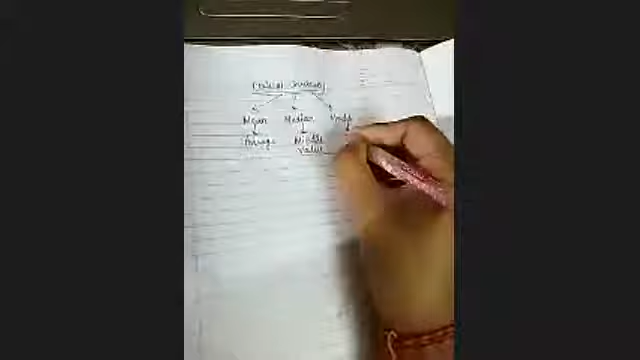 Central Tendency
Mean Median Mode
Average Middle
Value